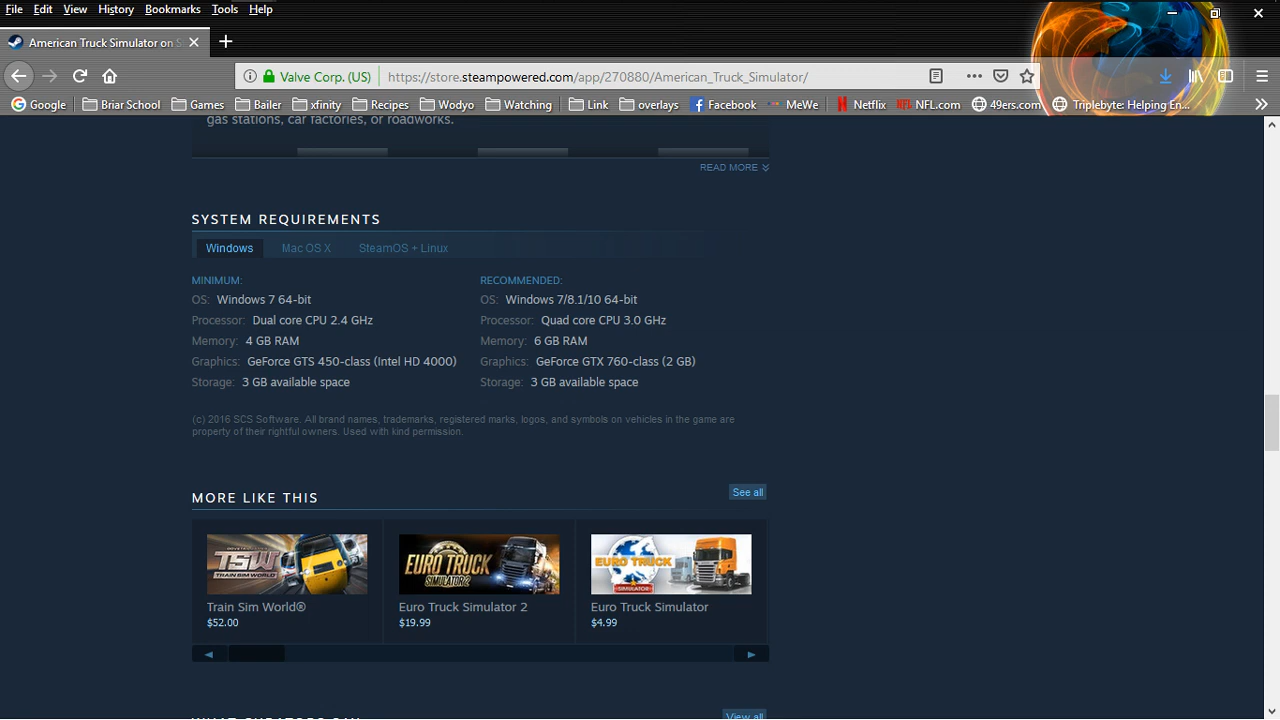 File Edit View History Bookmarks Tools Help
American Truck Simulator on S
Valve Corp. (US) https://store.steampowered.com/app/270880/American_Truck_Simulator/
Google Briar School Games Bailer xfinity Recipes Wodyo Watching Link overlays Facebook MeWe Netflix NFL.com 49ers.com Triplebyte: Helping En...
gas stations, car factories, or roadworks.
READ MORE
SYSTEM REQUIREMENTS
Windows Mac OS X SteamOS + Linux
MINIMUM:
OS: Windows 7 64-bit
Processor: Dual core CPU 2.4 GHz
Memory: 4 GB RAM
Graphics: GeForce GTS 450-class (Intel HD 4000)
Storage: 3 GB available space
RECOMMENDED:
OS: Windows 7/8.1/10 64-bit
Processor: Quad core CPU 3.0 GHz
Memory: 6 GB RAM
Graphics: GeForce GTX 760-class (2 GB)
Storage: 3 GB available space
(c) 2016 SCS Software. All brand names, trademarks, registered marks, logos, and symbols on vehicles in the game are
property of their rightful owners. Used with kind permission.
MORE LIKE THIS
See all
TSW
TRAIN SIM WORLD
Train Sim World®
$52.00
EURO TRUCK
SIMULATOR 2
Euro Truck Simulator 2
$19.99
EURO TRUCK
SIMULATOR
Euro Truck Simulator
$4.99
View all